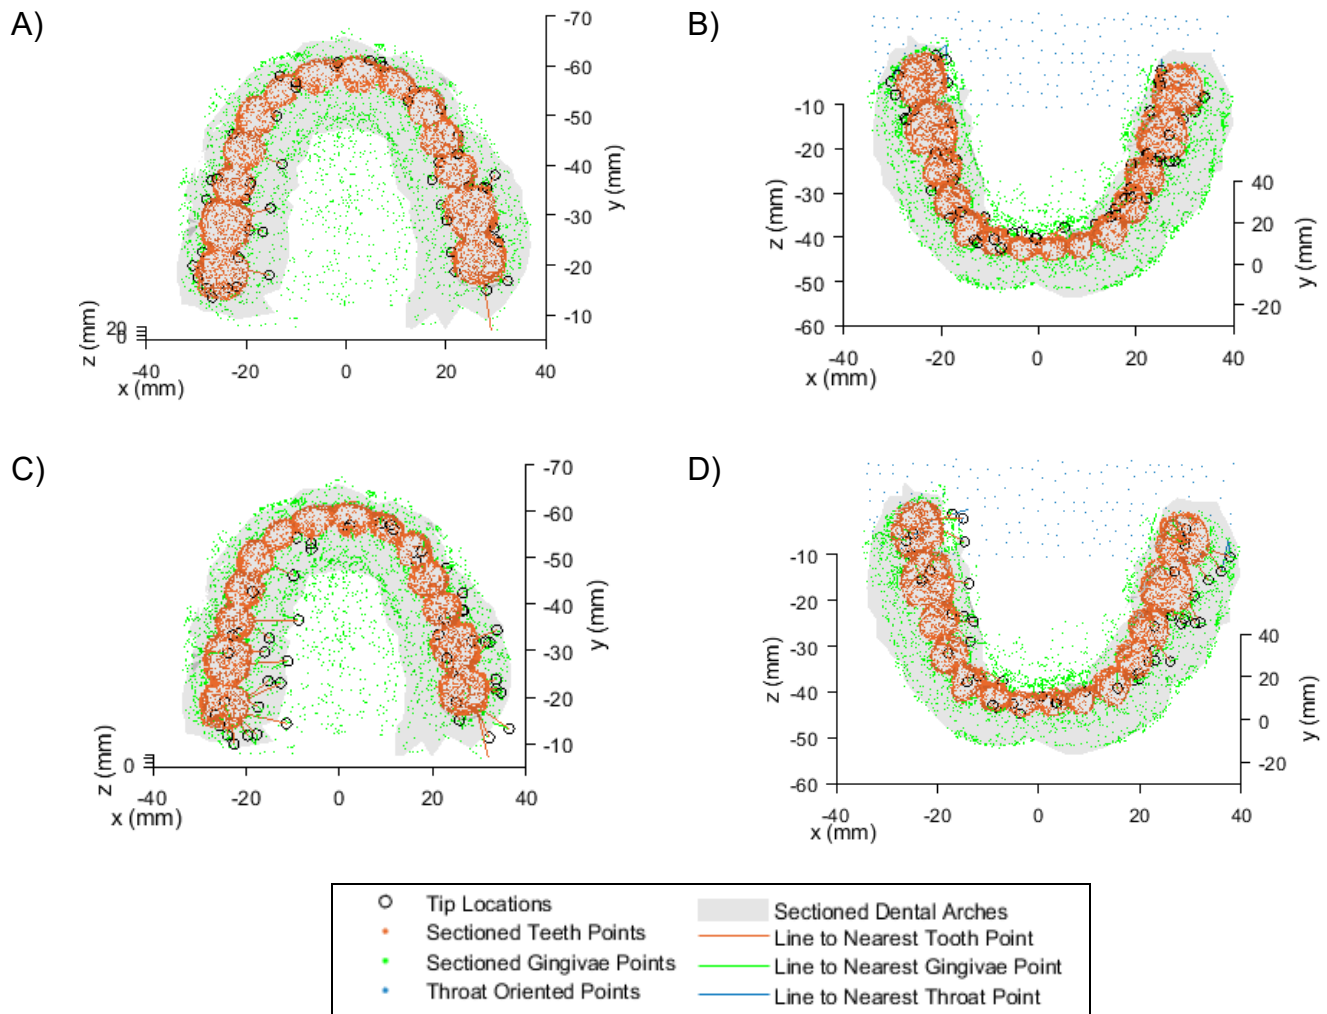 A)
-70
-60
-50
-40
y (mm)
-30
-20
-10
20
0
z (mm)
-40
-20
0
20
40
x (mm)
B)
-10
-20
z (mm)
-30
-40
-50
-60
40
20
0
-20
y (mm)
-40
-20
0
20
40
x (mm)
C)
-70
-60
-50
-40
y (mm)
-30
-20
-10
0
z (mm)
-40
-20
0
20
40
x (mm)
D)
-10
-20
z (mm)
-30
-40
-50
-60
40
20
0
-20
y (mm)
-40
-20
0
20
40
x (mm)
Tip Locations
Sectioned Teeth Points
Sectioned Gingivae Points
Throat Oriented Points
Sectioned Dental Arches
Line to Nearest Tooth Point
Line to Nearest Gingivae Point
Line to Nearest Throat Point